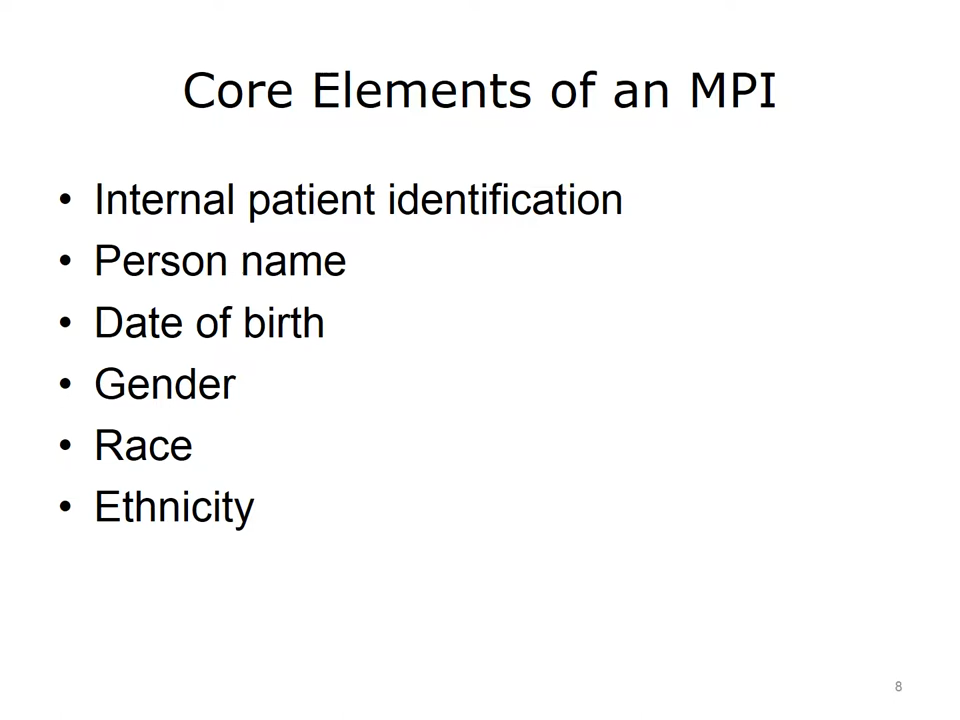 Core Elements of an MPI
• Internal patient identification
• Person name
• Date of birth
• Gender
• Race
• Ethnicity
8